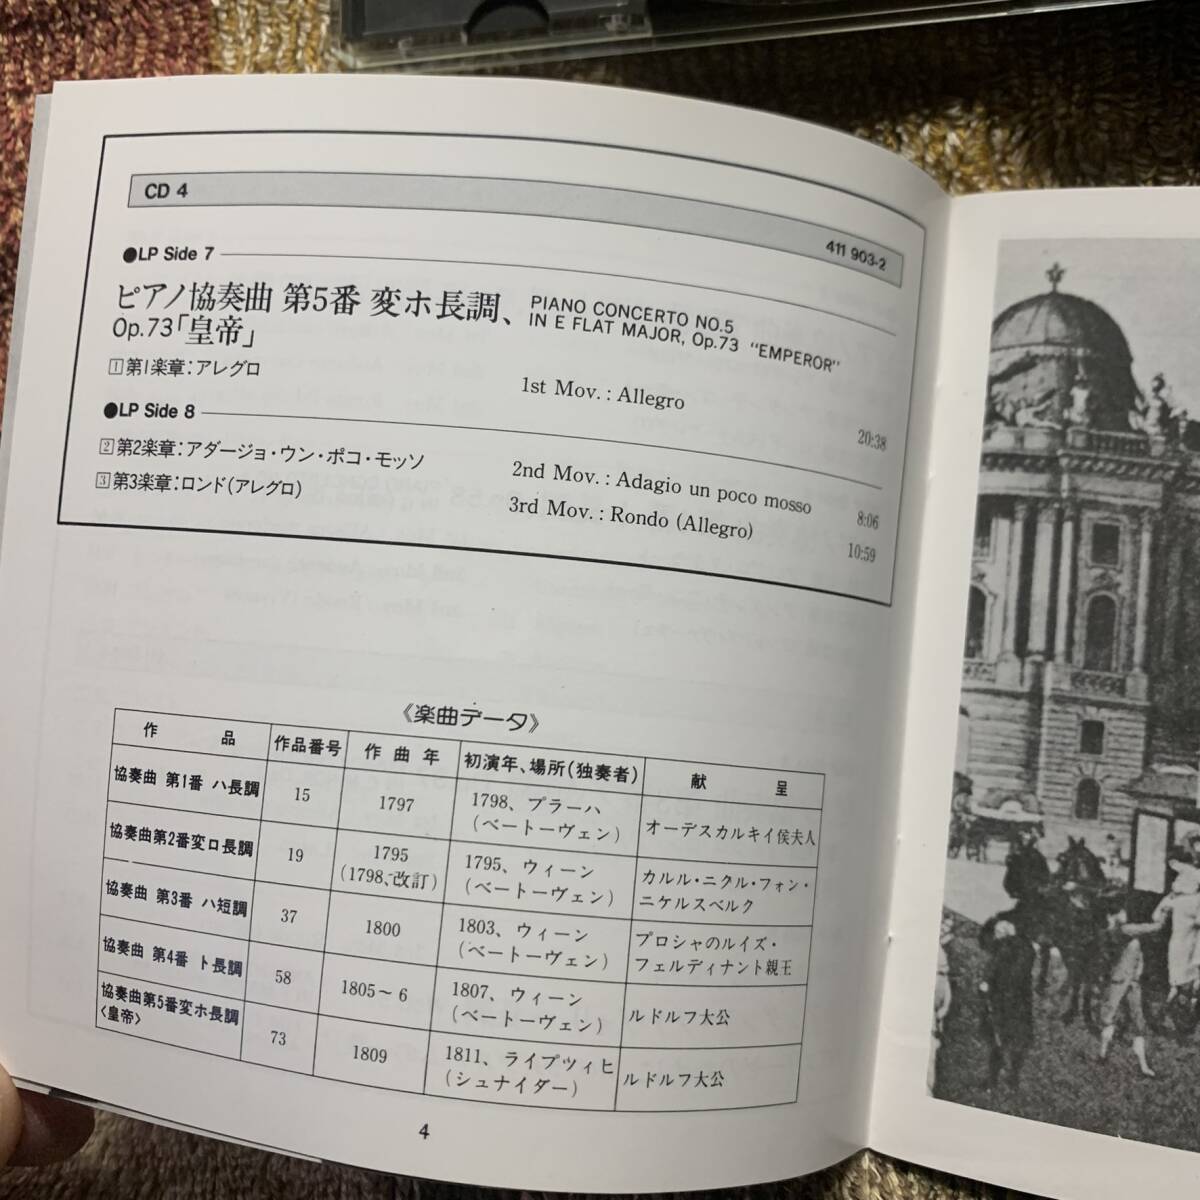 CD 4
411 903-2
●LP Side 7
ピアノ協奏曲 第5番 変ホ長調、
Op.73「皇帝」
PIANO CONCERTO NO.5
IN E FLAT MAJOR, Op.73 "EMPEROR"
1 第1楽章：アレグロ 1st Mov. : Allegro 20:38
●LP Side 8
2 第2楽章：アダージョ・ウン・ポコ・モッソ 2nd Mov. : Adagio un poco mosso 8:06
3 第3楽章：ロンド（アレグロ） 3rd Mov. : Rondo (Allegro) 10:59
《楽曲データ》
作品 作品番号 作曲年 初演年、場所（独奏者） 献呈
協奏曲 第1番 ハ長調 15 1797 1798、プラーハ
（ベートーヴェン） オーデスカルキイ侯夫人
協奏曲第2番変ロ長調 19 1795
（1798、改訂） 1795、ウィーン
（ベートーヴェン） カルル・ニクル・フォン・
ニケルスベルク
協奏曲 第3番 ハ短調 37 1800 1803、ウィーン
（ベートーヴェン） プロシャのルイズ・
フェルディナント親王
協奏曲 第4番 ト長調 58 1805～6 1807、ウィーン
（ベートーヴェン） ルドルフ大公
協奏曲第5番変ホ長調
〈皇帝〉 73 1809 1811、ライプツィヒ
（シュナイダー） ルドルフ大公
4